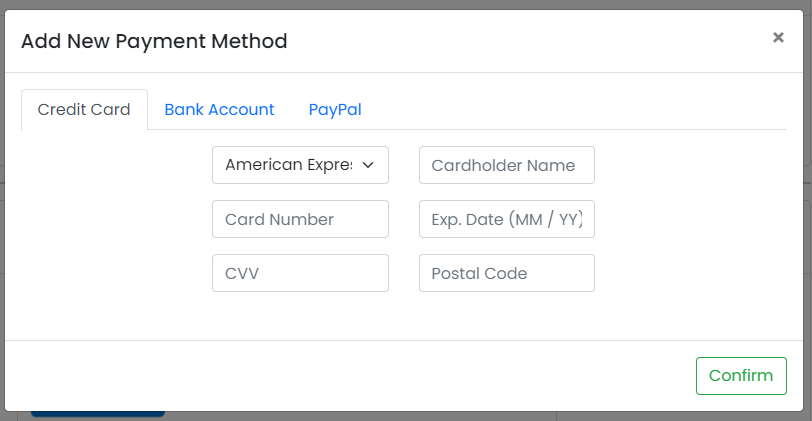 Add New Payment Method ×
Credit Card Bank Account PayPal
American Expre Cardholder Name
Card Number Exp. Date (MM / YY)
CVV Postal Code
Confirm